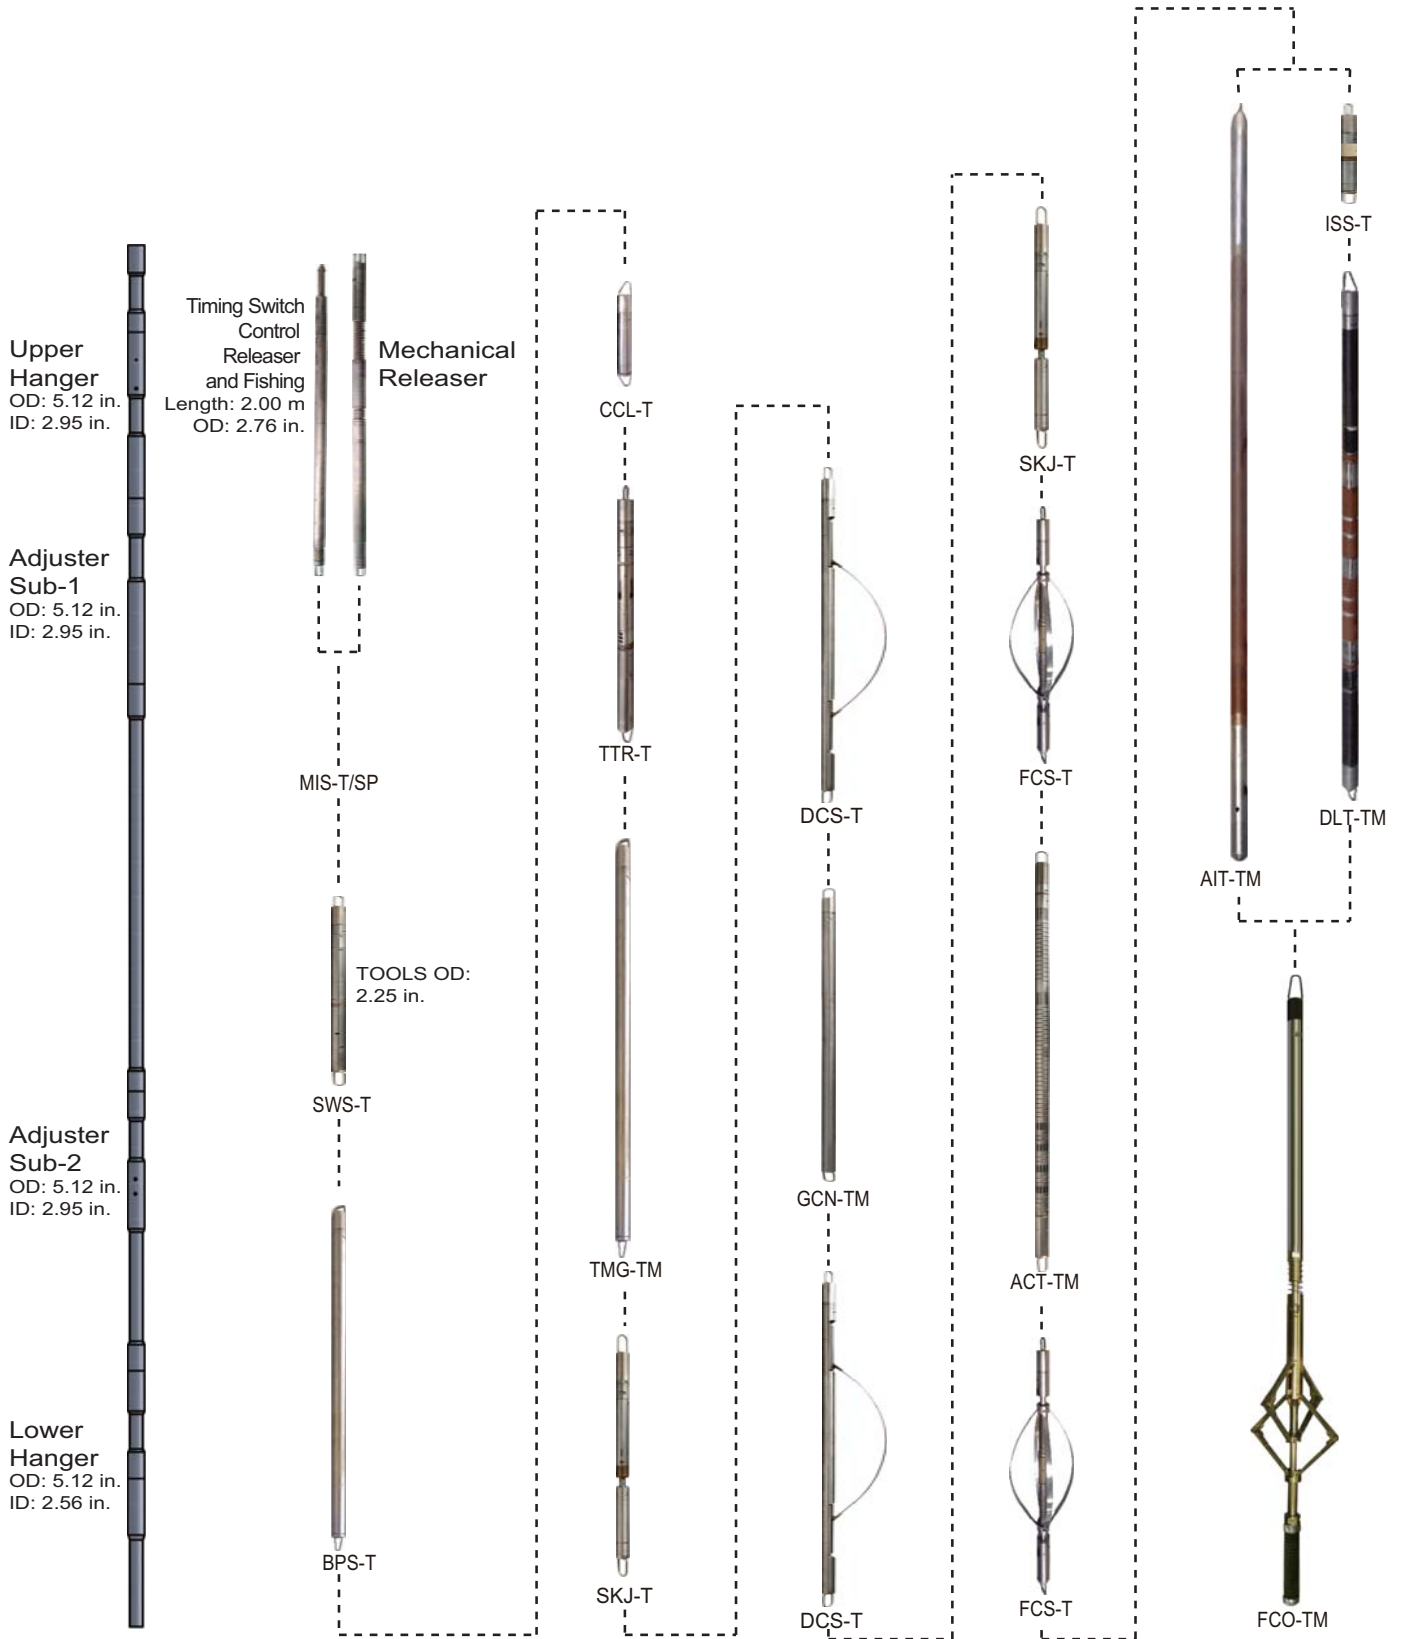 Upper
Hanger
OD: 5.12 in.
ID: 2.95 in.
Adjuster
Sub-1
OD: 5.12 in.
ID: 2.95 in.
Adjuster
Sub-2
OD: 5.12 in.
ID: 2.95 in.
Lower
Hanger
OD: 5.12 in.
ID: 2.56 in.
Timing Switch
Control
Releaser
and Fishing
Length: 2.00 m
OD: 2.76 in.
Mechanical
Releaser
MIS-T/SP
TOOLS OD:
2.25 in.
SWS-T
BPS-T
CCL-T
TTR-T
TMG-TM
SKJ-T
DCS-T
GCN-TM
DCS-T
SKJ-T
FCS-T
ACT-TM
FCS-T
ISS-T
DLT-TM
AIT-TM
FCO-TM